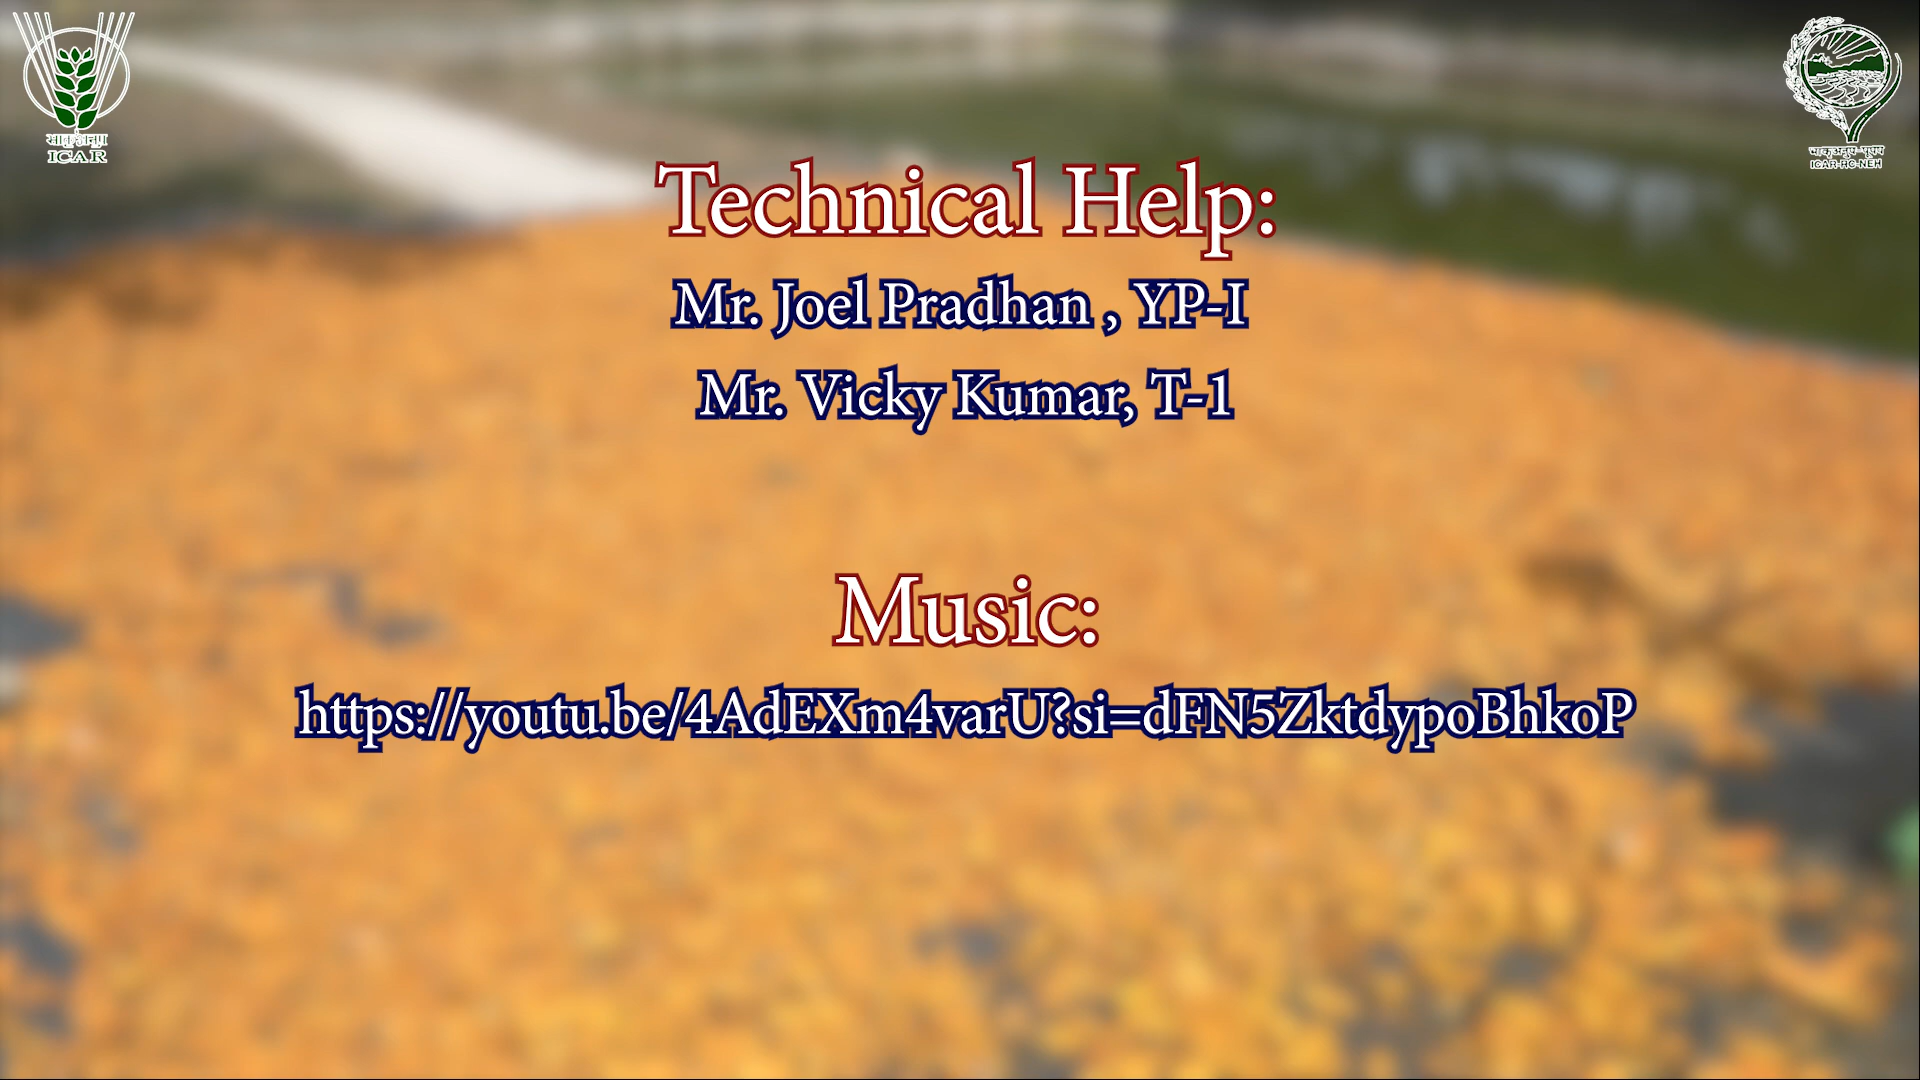 ICAR
ICAR-RC-NEH
Technical Help:
Mr. Joel Pradhan , YP-I
Mr. Vicky Kumar, T-1
Music:
https://youtu.be/4AdEXm4varU?si=dFN5ZktdypoBhkoP